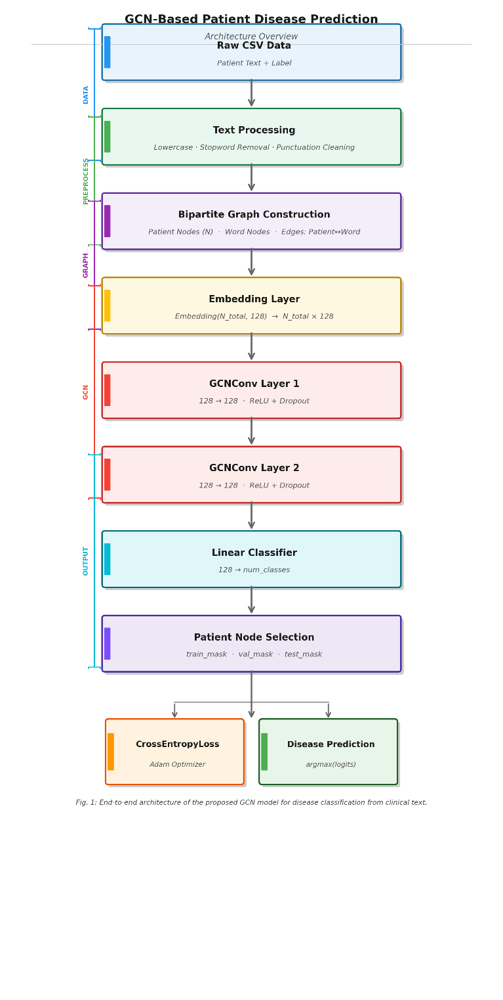 GCN-Based Patient Disease Prediction
Architecture Overview
Raw CSV Data
Patient Text + Label
DATA
Text Processing
Lowercase · Stopword Removal · Punctuation Cleaning
PREPROCESS
Bipartite Graph Construction
Patient Nodes (N) · Word Nodes · Edges: Patient↔Word
GRAPH
Embedding Layer
Embedding(N_total, 128) → N_total × 128
GCN
GCNConv Layer 1
128 → 128 · ReLU + Dropout
GCNConv Layer 2
128 → 128 · ReLU + Dropout
OUTPUT
Linear Classifier
128 → num_classes
Patient Node Selection
train_mask · val_mask · test_mask
CrossEntropyLoss
Adam Optimizer
Disease Prediction
argmax(logits)
Fig. 1: End-to-end architecture of the proposed GCN model for disease classification from clinical text.